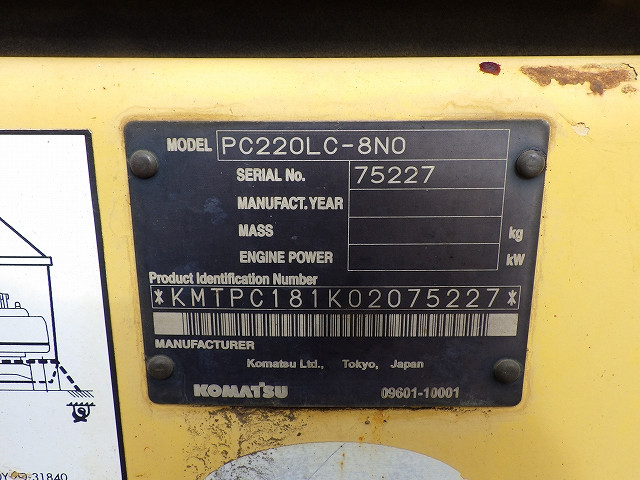 MODEL PC220LC-8N0
SERIAL No. 75227
MANUFACT. YEAR
MASS kg
ENGINE POWER kW
Product Identification Number
*KMTPC181K02075227*
MANUFACTURER
Komatsu Ltd., Tokyo, Japan
KOMATSU 09601-10001
-31840